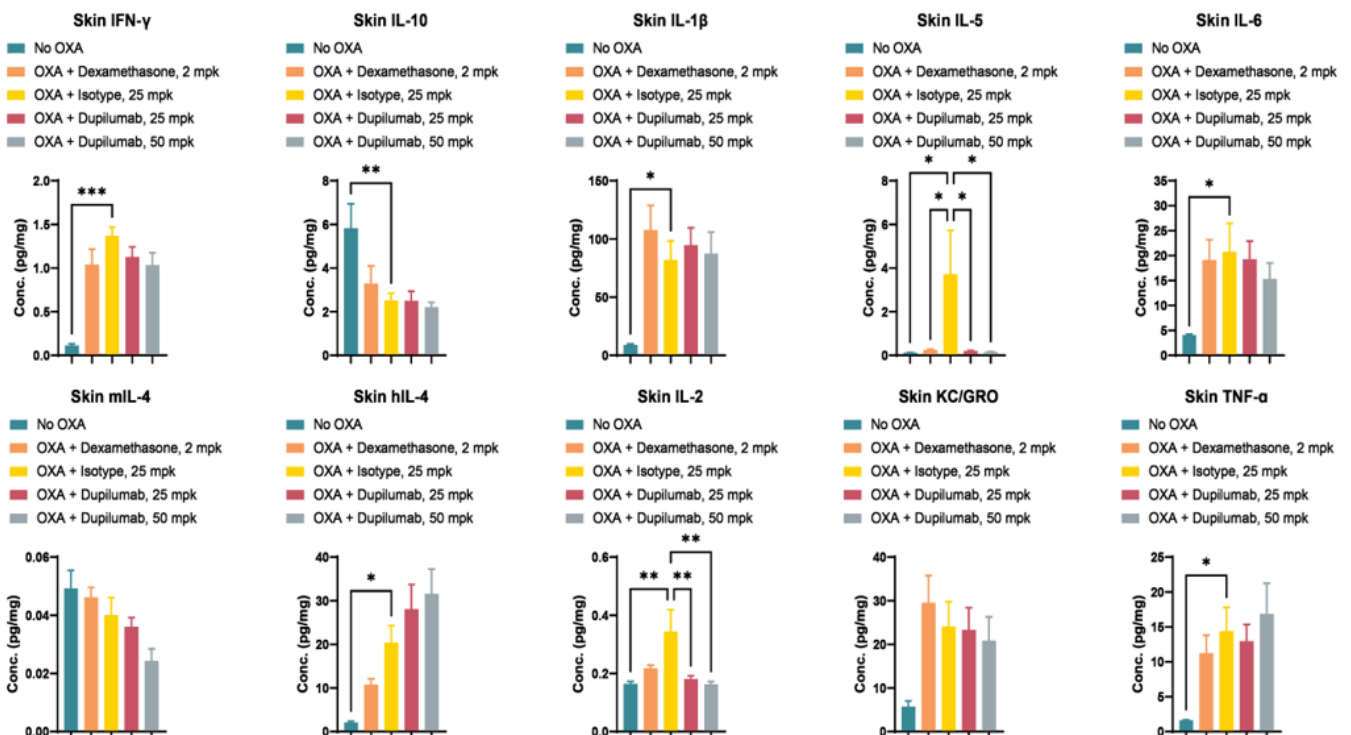 Skin IFN-γ
No OXA
OXA + Dexamethasone, 2 mpk
OXA + Isotype, 25 mpk
OXA + Dupilumab, 25 mpk
OXA + Dupilumab, 50 mpk
Conc. (pg/mg)
2.0
1.5
1.0
0.5
0.0
***
Skin IL-10
No OXA
OXA + Dexamethasone, 2 mpk
OXA + Isotype, 25 mpk
OXA + Dupilumab, 25 mpk
OXA + Dupilumab, 50 mpk
Conc. (pg/mg)
8
6
4
2
0
**
Skin IL-1β
No OXA
OXA + Dexamethasone, 2 mpk
OXA + Isotype, 25 mpk
OXA + Dupilumab, 25 mpk
OXA + Dupilumab, 50 mpk
Conc. (pg/mg)
150
100
50
0
*
Skin IL-5
No OXA
OXA + Dexamethasone, 2 mpk
OXA + Isotype, 25 mpk
OXA + Dupilumab, 25 mpk
OXA + Dupilumab, 50 mpk
Conc. (pg/mg)
8
6
4
2
0
* *
* *
Skin IL-6
No OXA
OXA + Dexamethasone, 2 mpk
OXA + Isotype, 25 mpk
OXA + Dupilumab, 25 mpk
OXA + Dupilumab, 50 mpk
Conc. (pg/mg)
35
30
25
20
15
10
5
0
*
Skin mIL-4
No OXA
OXA + Dexamethasone, 2 mpk
OXA + Isotype, 25 mpk
OXA + Dupilumab, 25 mpk
OXA + Dupilumab, 50 mpk
Conc. (pg/mg)
0.06
0.04
0.02
0.00
Skin hIL-4
No OXA
OXA + Dexamethasone, 2 mpk
OXA + Isotype, 25 mpk
OXA + Dupilumab, 25 mpk
OXA + Dupilumab, 50 mpk
Conc. (pg/mg)
40
30
20
10
0
*
Skin IL-2
No OXA
OXA + Dexamethasone, 2 mpk
OXA + Isotype, 25 mpk
OXA + Dupilumab, 25 mpk
OXA + Dupilumab, 50 mpk
Conc. (pg/mg)
0.6
0.4
0.2
0.0
**
** **
Skin KC/GRO
No OXA
OXA + Dexamethasone, 2 mpk
OXA + Isotype, 25 mpk
OXA + Dupilumab, 25 mpk
OXA + Dupilumab, 50 mpk
Conc. (pg/mg)
40
30
20
10
0
Skin TNF-α
No OXA
OXA + Dexamethasone, 2 mpk
OXA + Isotype, 25 mpk
OXA + Dupilumab, 25 mpk
OXA + Dupilumab, 50 mpk
Conc. (pg/mg)
25
20
15
10
5
0
*